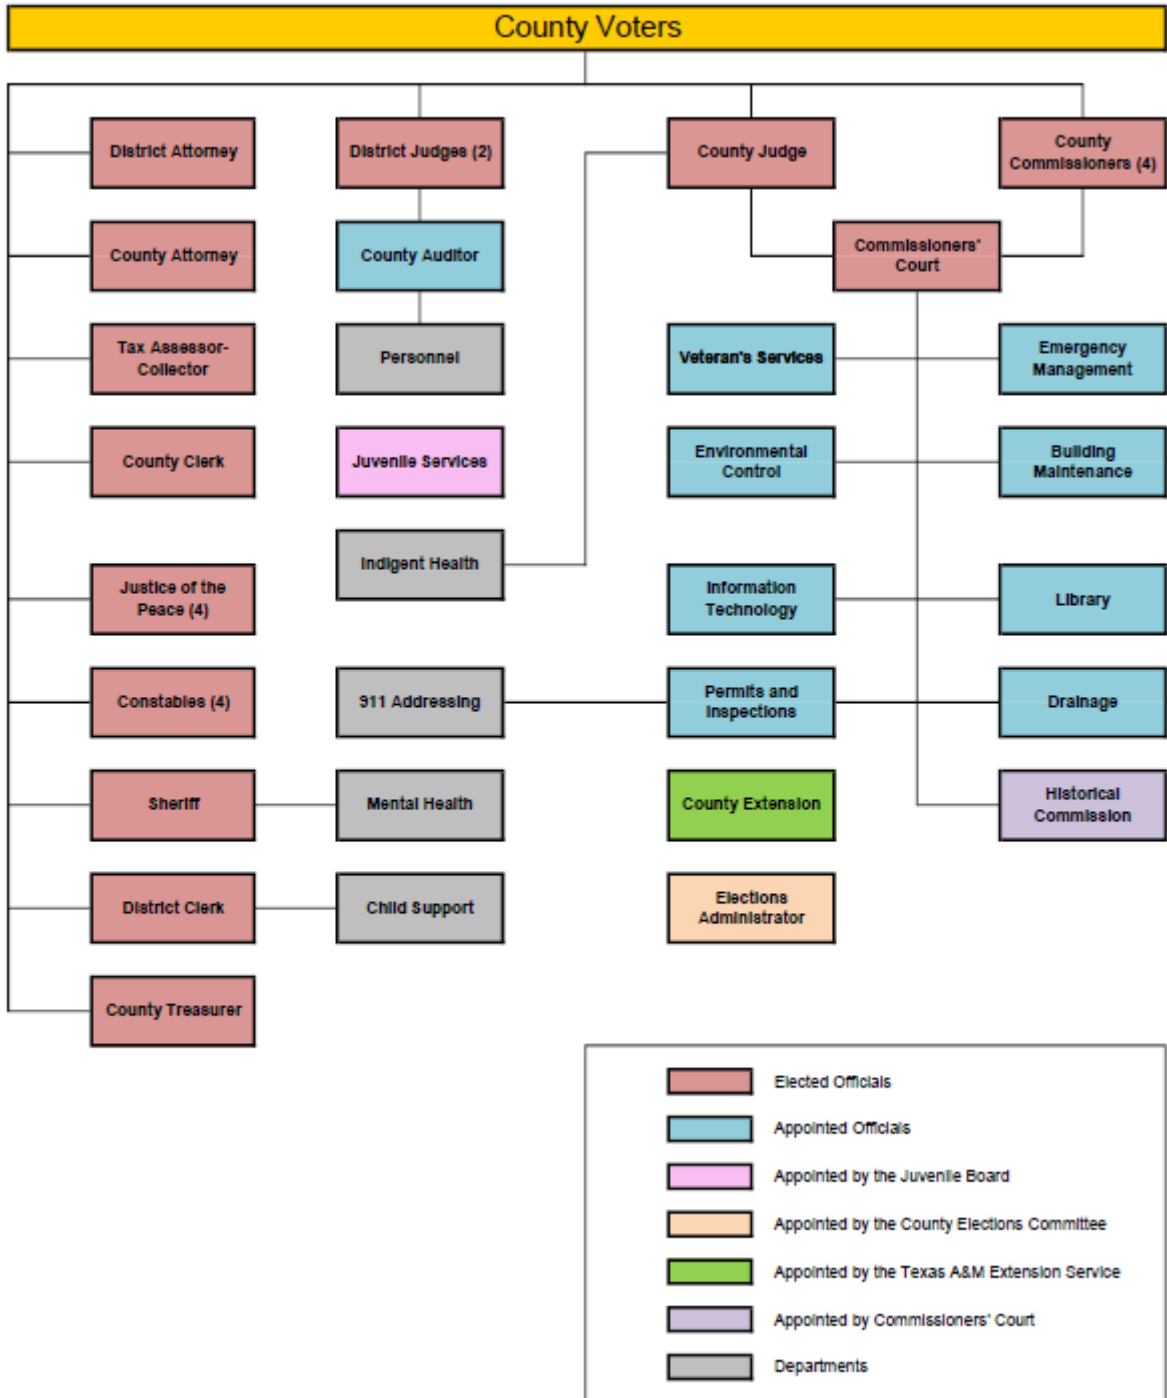 County Voters
District Attorney
District Judges (2)
County Judge
County
Commissioners (4)
County Attorney
County Auditor
Commissioners'
Court
Tax Assessor-
Collector
Personnel
Veteran's Services
Emergency
Management
County Clerk
Juvenile Services
Environmental
Control
Building
Maintenance
Indigent Health
Justice of the
Peace (4)
Information
Technology
Library
Constables (4)
911 Addressing
Permits and
Inspections
Drainage
Sheriff
Mental Health
County Extension
Historical
Commission
District Clerk
Child Support
Elections
Administrator
County Treasurer
Elected Officials
Appointed Officials
Appointed by the Juvenile Board
Appointed by the County Elections Committee
Appointed by the Texas A&M Extension Service
Appointed by Commissioners' Court
Departments